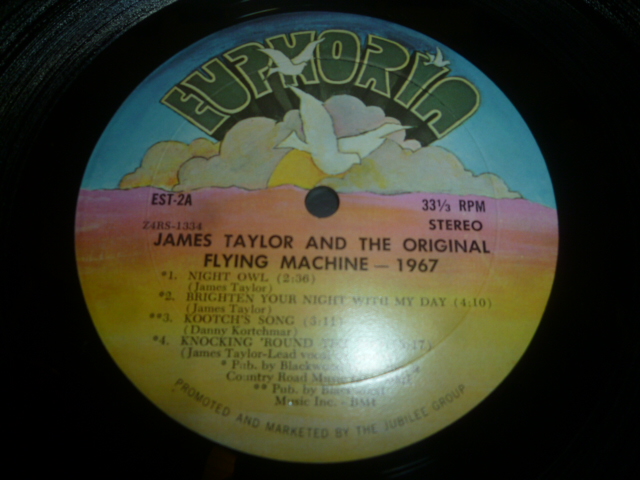 EUPHORIA
EST-2A
33⅓ RPM
Z4RS-1334
STEREO
JAMES TAYLOR AND THE ORIGINAL
FLYING MACHINE — 1967
*1. NIGHT OWL (2:36)
(James Taylor)
*2. BRIGHTEN YOUR NIGHT WITH MY DAY (4:10)
(James Taylor)
**3. KOOTCH'S SONG
(Danny Kortchmar)
*4. KNOCKING 'ROUND
(James Taylor-Lead
* Pub. by
Country Road Music
** Pub. by
Music Inc. - BMI
PROMOTED AND MARKETED BY THE JUBILEE GROUP